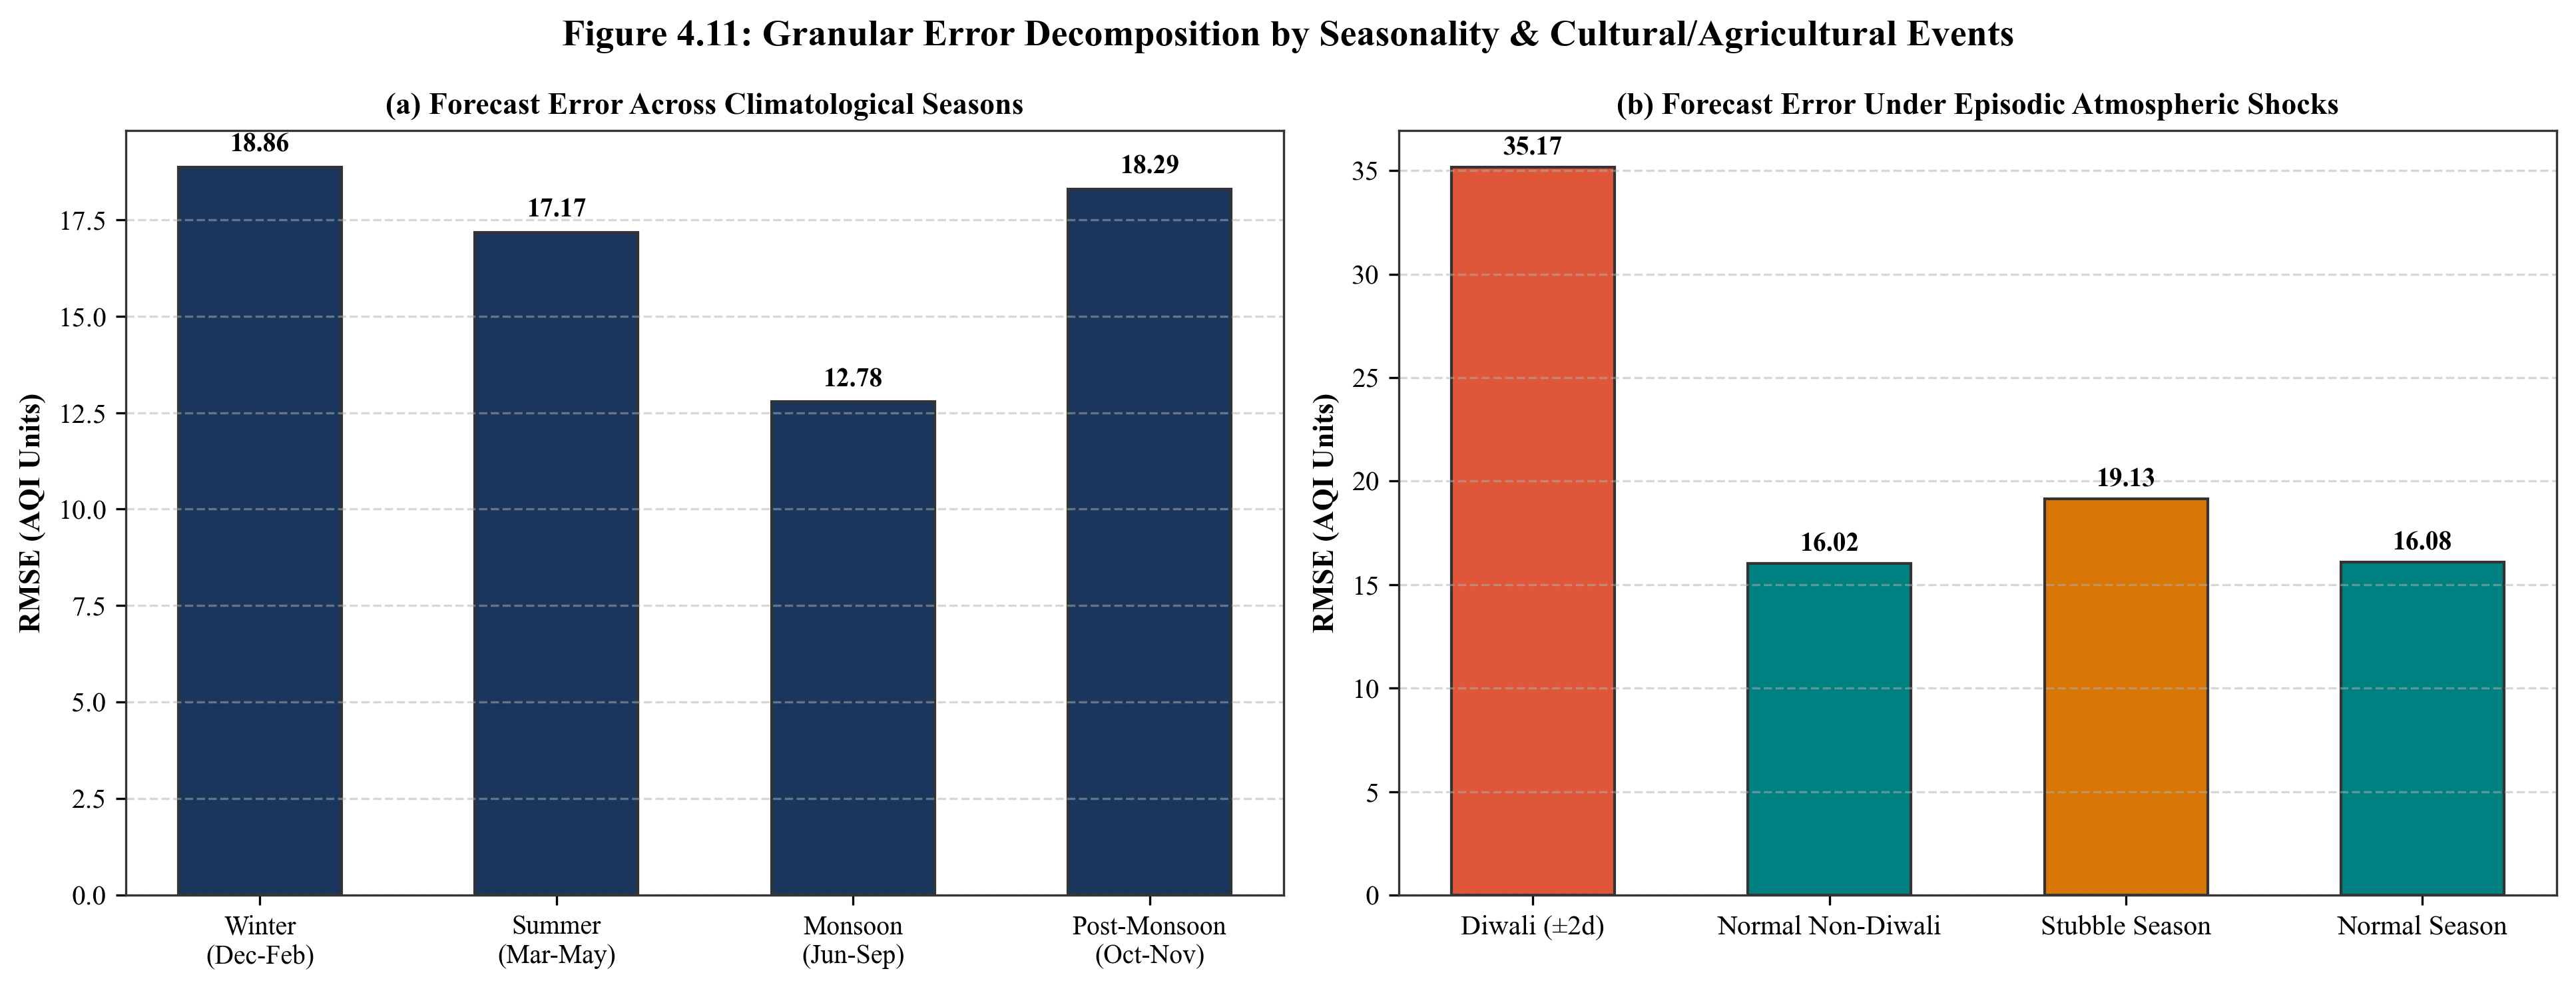 Figure 4.11: Granular Error Decomposition by Seasonality & Cultural/Agricultural Events
(a) Forecast Error Across Climatological Seasons
RMSE (AQI Units)
17.5
15.0
12.5
10.0
7.5
5.0
2.5
0.0
18.86
17.17
12.78
18.29
Winter
(Dec-Feb)
Summer
(Mar-May)
Monsoon
(Jun-Sep)
Post-Monsoon
(Oct-Nov)
(b) Forecast Error Under Episodic Atmospheric Shocks
RMSE (AQI Units)
35
30
25
20
15
10
5
0
35.17
16.02
19.13
16.08
Diwali (±2d)
Normal Non-Diwali
Stubble Season
Normal Season